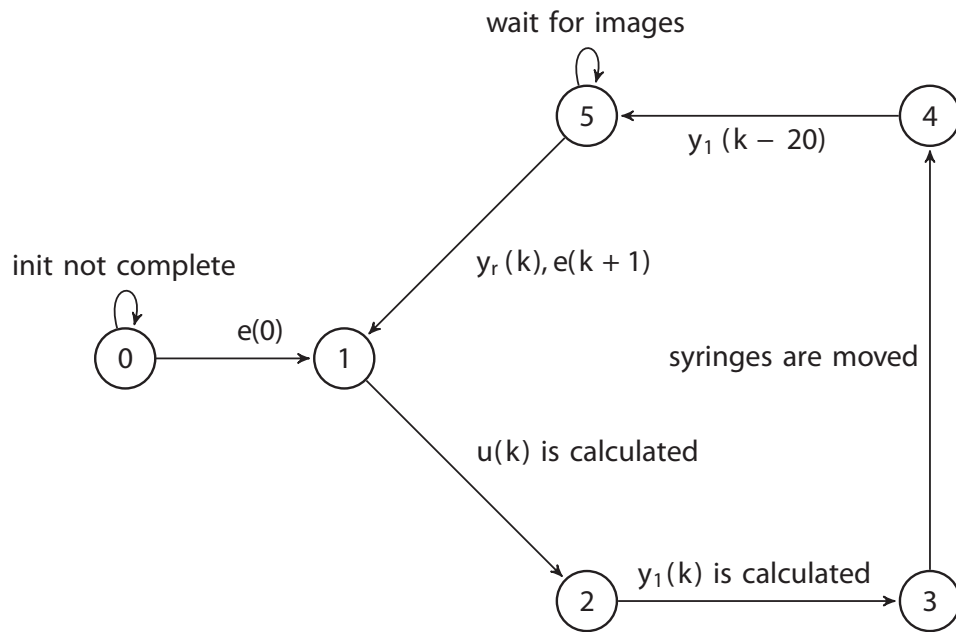 wait for images
5
4
y₁ (k − 20)
init not complete
yᵣ (k), e(k + 1)
e(0)
0
1
syringes are moved
u(k) is calculated
y₁(k) is calculated
2
3